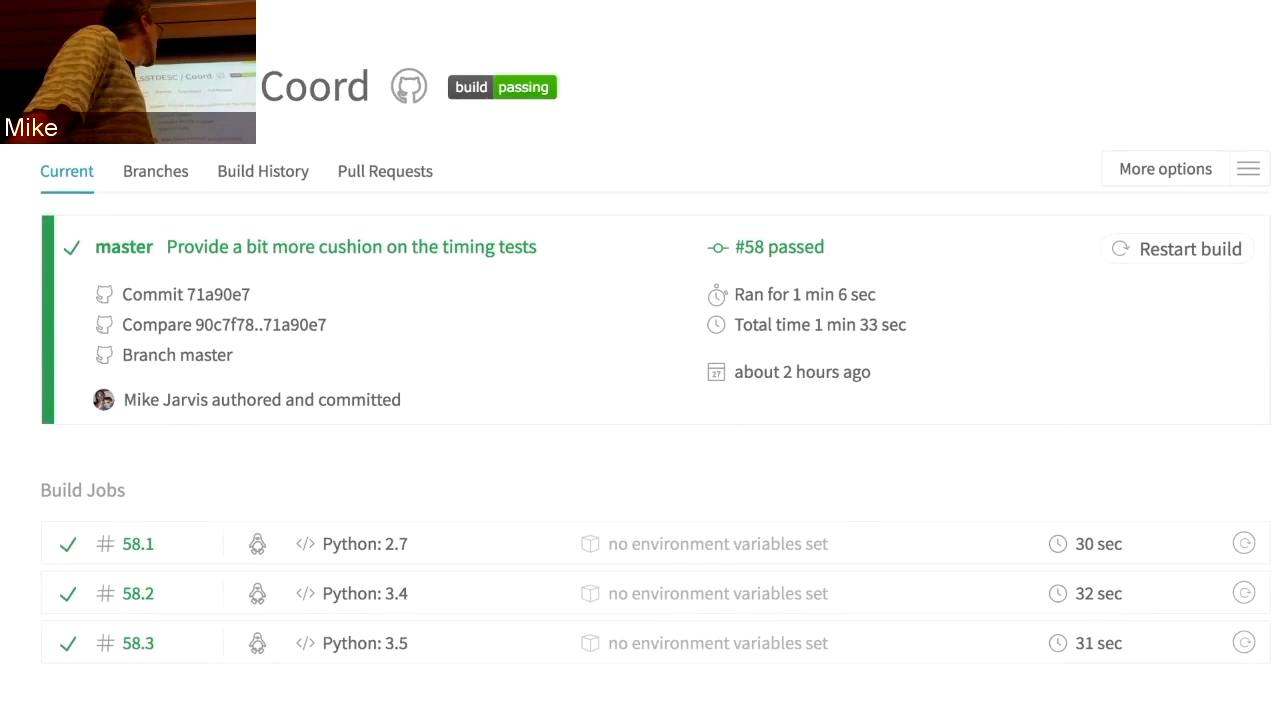 LSSTDESC / Coord
Mike
Coord build passing
Current Branches Build History Pull Requests More options
master Provide a bit more cushion on the timing tests #58 passed Restart build
Commit 71a90e7 Ran for 1 min 6 sec
Compare 90c7f78..71a90e7 Total time 1 min 33 sec
Branch master
27 about 2 hours ago
Mike Jarvis authored and committed
Build Jobs
# 58.1 </> Python: 2.7 no environment variables set 30 sec
# 58.2 </> Python: 3.4 no environment variables set 32 sec
# 58.3 </> Python: 3.5 no environment variables set 31 sec